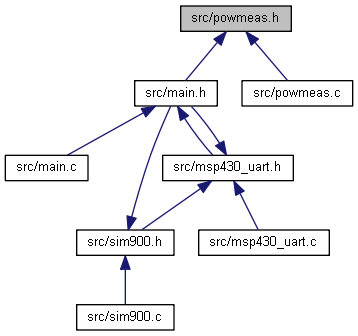 src/powmeas.h
src/main.h
src/powmeas.c
src/main.c
src/msp430_uart.h
src/sim900.h
src/msp430_uart.c
src/sim900.c